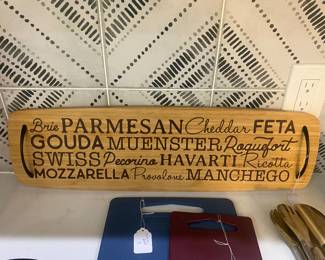 Brie PARMESAN Cheddar FETA
GOUDA MUENSTER Roquefort
SWISS Pecorino HAVARTI Ricotta
MOZZARELLA Provolone MANCHEGO